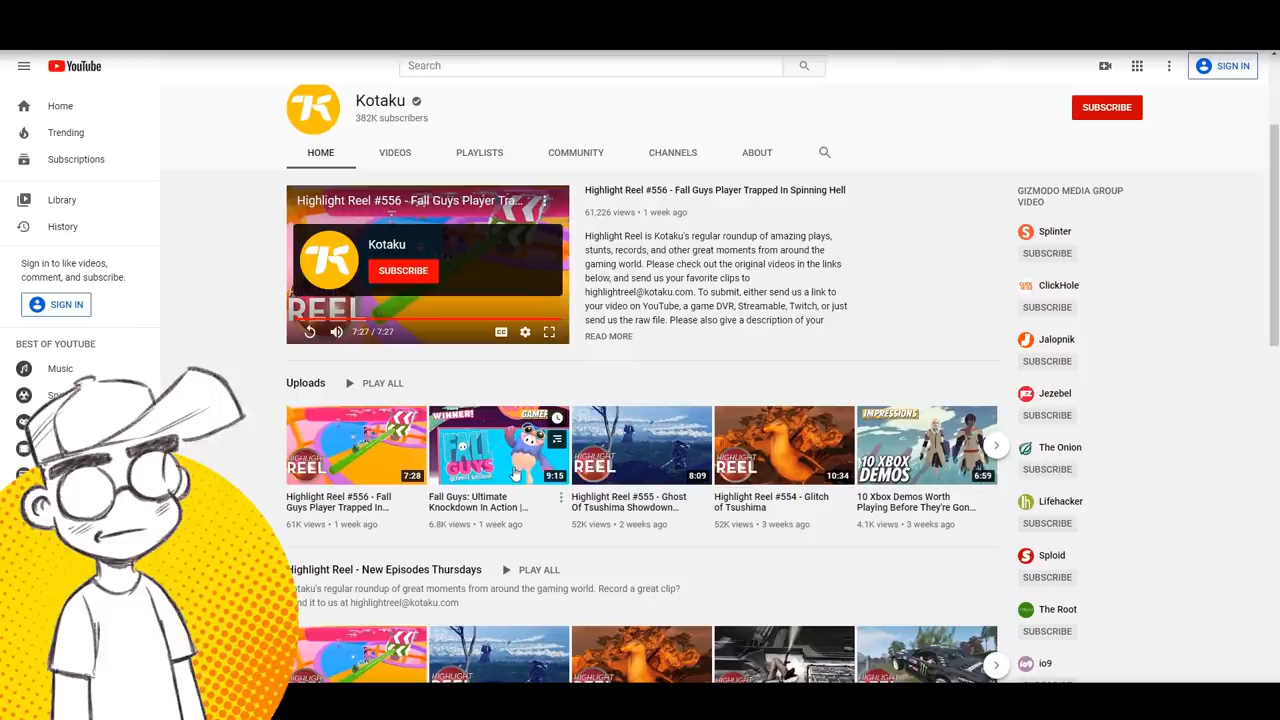 YouTube
Search
SIGN IN
Home
Trending
Subscriptions
Library
History
Sign in to like videos,
comment, and subscribe.
SIGN IN
BEST OF YOUTUBE
Music
Kotaku
382K subscribers
SUBSCRIBE
HOME
VIDEOS
PLAYLISTS
COMMUNITY
CHANNELS
ABOUT
Highlight Reel #556 - Fall Guys Player Tra...
Kotaku
SUBSCRIBE
REEL
7:27 / 7:27
Highlight Reel #556 - Fall Guys Player Trapped In Spinning Hell
61,226 views • 1 week ago
Highlight Reel is Kotaku's regular roundup of amazing plays,
stunts, records, and other great moments from around the
gaming world. Please check out the original videos in the links
below, and send us your favorite clips to
highlightreel@kotaku.com. To submit, either send us a link to
your video on YouTube, a game DVR, Streamable, Twitch, or just
send us the raw file. Please also give a description of your
READ MORE
Uploads
PLAY ALL
HIGHLIGHT
REEL
7:28
Highlight Reel #556 - Fall
Guys Player Trapped In...
61K views • 1 week ago
WINNER!
FALL
GUYS
9:15
Fall Guys: Ultimate
Knockdown In Action |...
6.8K views • 1 week ago
HIGHLIGHT
REEL
8:09
Highlight Reel #555 - Ghost
Of Tsushima Showdown...
52K views • 2 weeks ago
HIGHLIGHT
REEL
10:34
Highlight Reel #554 - Glitch
of Tsushima
52K views • 3 weeks ago
IMPRESSIONS
10 XBOX
DEMOS
6:59
10 Xbox Demos Worth
Playing Before They're Gon...
4.1K views • 3 weeks ago
Highlight Reel - New Episodes Thursdays
PLAY ALL
Kotaku's regular roundup of great moments from around the gaming world. Record a great clip?
it to us at highlightreel@kotaku.com
HIGHLIGHT
HIGHLIGHT
HIGHLIGHT
HIGHLIGHT
HIGHLIGHT
GIZMODO MEDIA GROUP
VIDEO
Splinter
SUBSCRIBE
ClickHole
SUBSCRIBE
Jalopnik
SUBSCRIBE
Jezebel
SUBSCRIBE
The Onion
SUBSCRIBE
Lifehacker
SUBSCRIBE
Sploid
SUBSCRIBE
The Root
SUBSCRIBE
io9